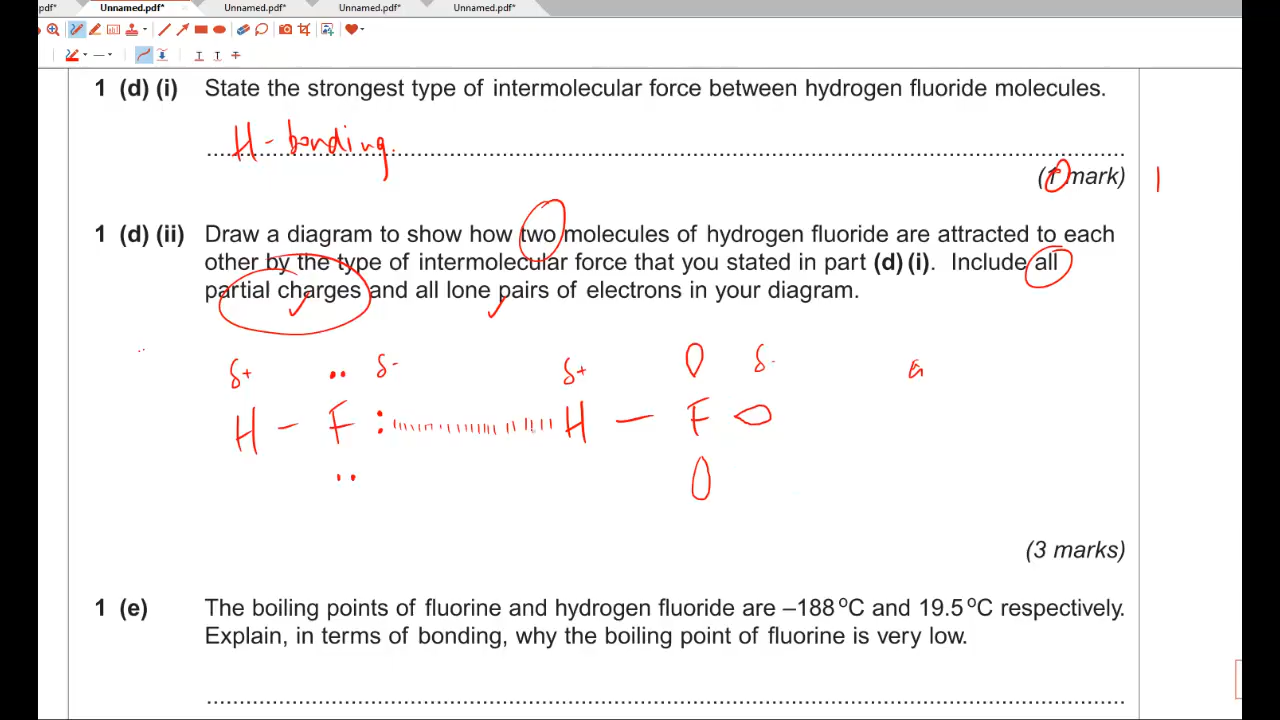 pdf* Unnamed.pdf* Unnamed.pdf* Unnamed.pdf* Unnamed.pdf*
1 (d) (i) State the strongest type of intermolecular force between hydrogen fluoride molecules.
H-bonding.
(1 mark) 1
1 (d) (ii) Draw a diagram to show how two molecules of hydrogen fluoride are attracted to each
other by the type of intermolecular force that you stated in part (d) (i). Include all
partial charges and all lone pairs of electrons in your diagram.
δ+ δ- δ+ δ-
H - F : H - F
(3 marks)
1 (e) The boiling points of fluorine and hydrogen fluoride are –188 ºC and 19.5 ºC respectively.
Explain, in terms of bonding, why the boiling point of fluorine is very low.